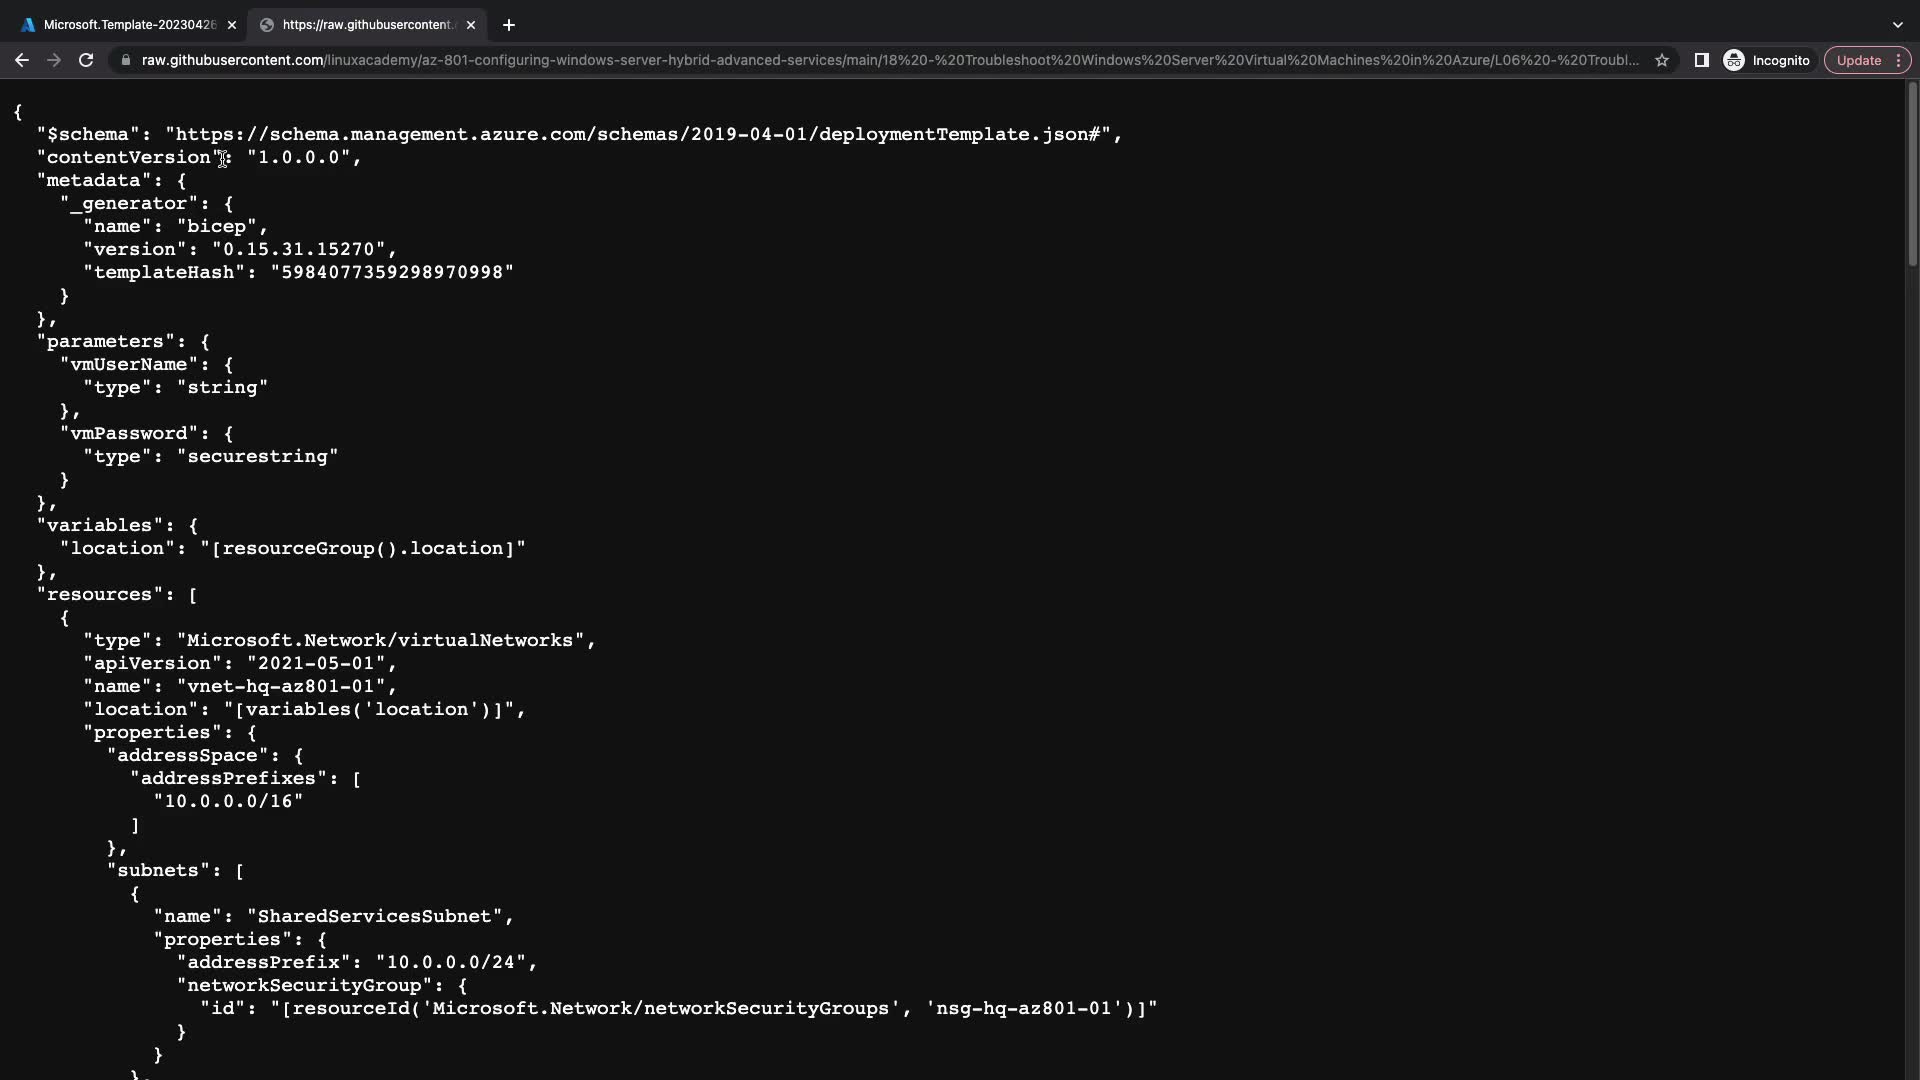 Microsoft.Template-20230426
https://raw.githubusercontent.
raw.githubusercontent.com/linuxacademy/az-801-configuring-windows-server-hybrid-advanced-services/main/18%20-%20Troubleshoot%20Windows%20Server%20Virtual%20Machines%20in%20Azure/L06%20-%20Troubl...
Incognito
Update
{
"$schema": "https://schema.management.azure.com/schemas/2019-04-01/deploymentTemplate.json#",
"contentVersion": "1.0.0.0",
"metadata": {
"_generator": {
"name": "bicep",
"version": "0.15.31.15270",
"templateHash": "5984077359298970998"
}
},
"parameters": {
"vmUserName": {
"type": "string"
},
"vmPassword": {
"type": "securestring"
}
},
"variables": {
"location": "[resourceGroup().location]"
},
"resources": [
{
"type": "Microsoft.Network/virtualNetworks",
"apiVersion": "2021-05-01",
"name": "vnet-hq-az801-01",
"location": "[variables('location')]",
"properties": {
"addressSpace": {
"addressPrefixes": [
"10.0.0.0/16"
]
},
"subnets": [
{
"name": "SharedServicesSubnet",
"properties": {
"addressPrefix": "10.0.0.0/24",
"networkSecurityGroup": {
"id": "[resourceId('Microsoft.Network/networkSecurityGroups', 'nsg-hq-az801-01')]"
}
}
},